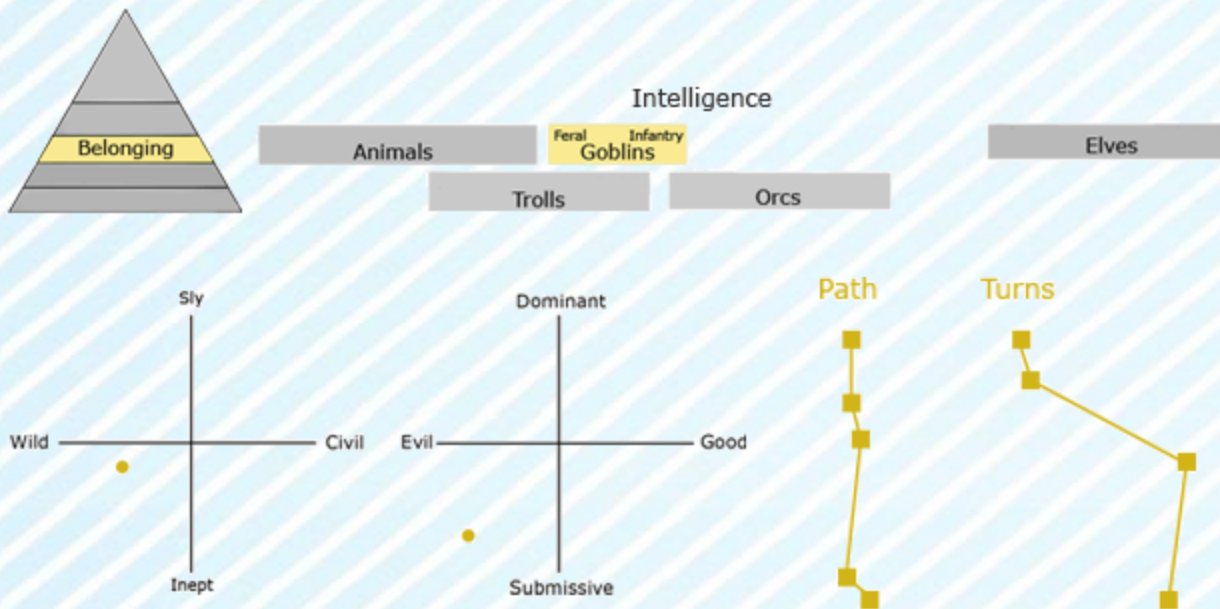 Intelligence
Belonging
Animals
Feral Infantry
Goblins
Elves
Trolls
Orcs
Path
Turns
Sly
Dominant
Wild
Civil
Evil
Good
Inept
Submissive